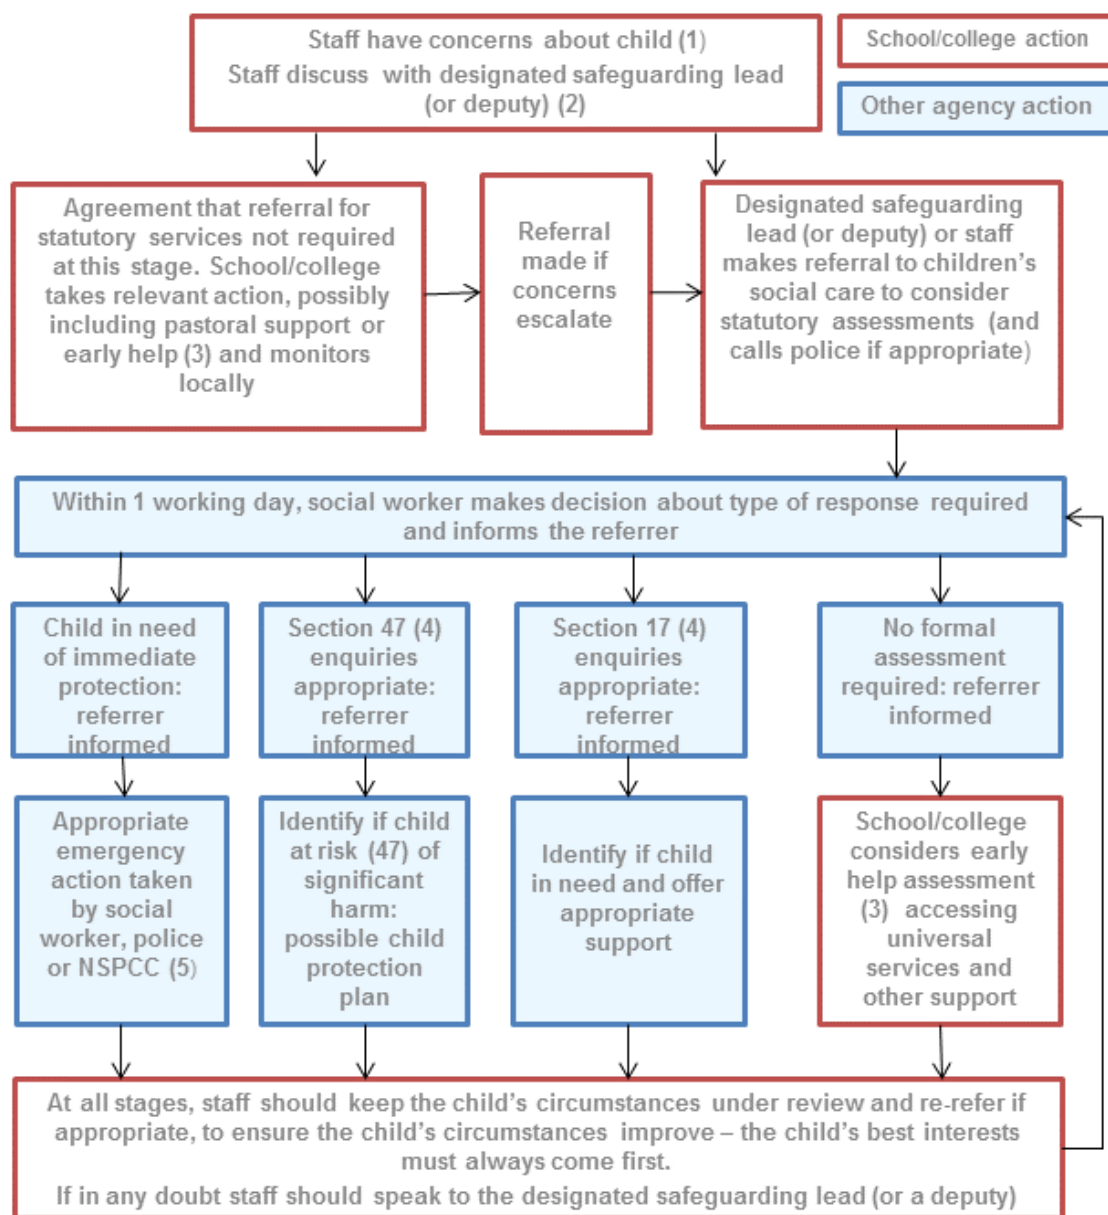 Staff have concerns about child (1)
Staff discuss with designated safeguarding lead
(or deputy) (2)
School/college action
Other agency action
Agreement that referral for
statutory services not required
at this stage. School/college
takes relevant action, possibly
including pastoral support or
early help (3) and monitors
locally
Referral
made if
concerns
escalate
Designated safeguarding
lead (or deputy) or staff
makes referral to children’s
social care to consider
statutory assessments (and
calls police if appropriate)
Within 1 working day, social worker makes decision about type of response required
and informs the referrer
Child in need
of immediate
protection:
referrer
informed
Section 47 (4)
enquiries
appropriate:
referrer
informed
Section 17 (4)
enquiries
appropriate:
referrer
informed
No formal
assessment
required: referrer
informed
Appropriate
emergency
action taken
by social
worker, police
or NSPCC (5)
Identify if child
at risk (47) of
significant
harm:
possible child
protection
plan
Identify if child
in need and offer
appropriate
support
School/college
considers early
help assessment
(3) accessing
universal
services and
other support
At all stages, staff should keep the child’s circumstances under review and re-refer if
appropriate, to ensure the child’s circumstances improve – the child’s best interests
must always come first.
If in any doubt staff should speak to the designated safeguarding lead (or a deputy)